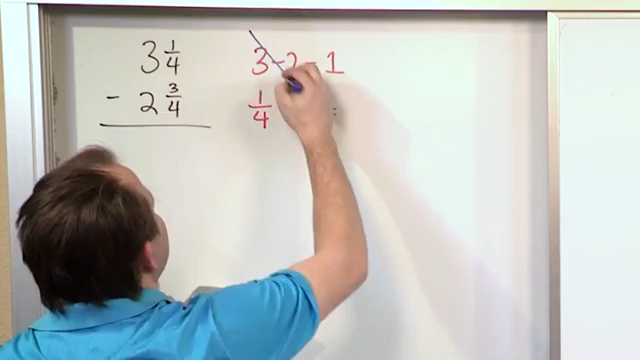 3 1/4
- 2 3/4
3 - 2 = 1
1/4 =